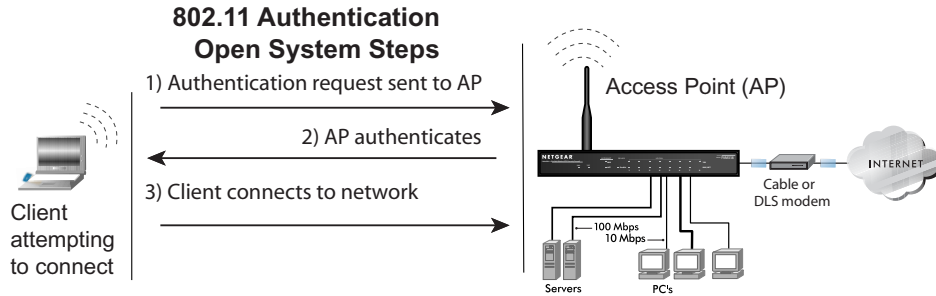 802.11 Authentication
Open System Steps
1) Authentication request sent to AP
2) AP authenticates
3) Client connects to network
Client
attempting
to connect
Access Point (AP)
NETGEAR
INTERNET
Cable or
DLS modem
100 Mbps
10 Mbps
Servers
PC's